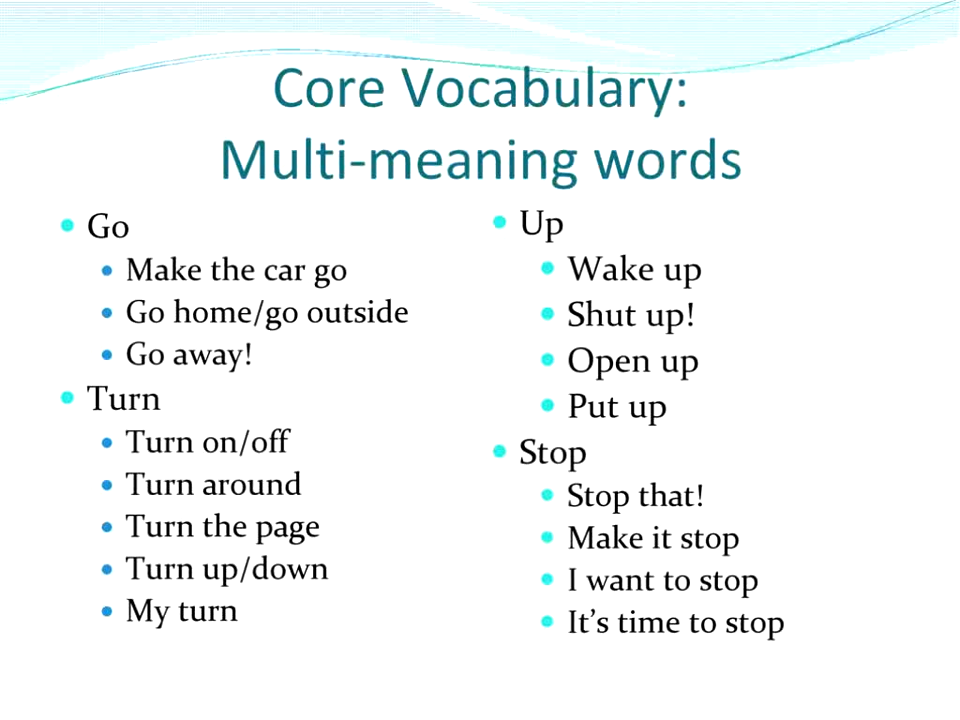 Core Vocabulary:
Multi-meaning words
Go
Make the car go
Go home/go outside
Go away!
Turn
Turn on/off
Turn around
Turn the page
Turn up/down
My turn
Up
Wake up
Shut up!
Open up
Put up
Stop
Stop that!
Make it stop
I want to stop
It’s time to stop